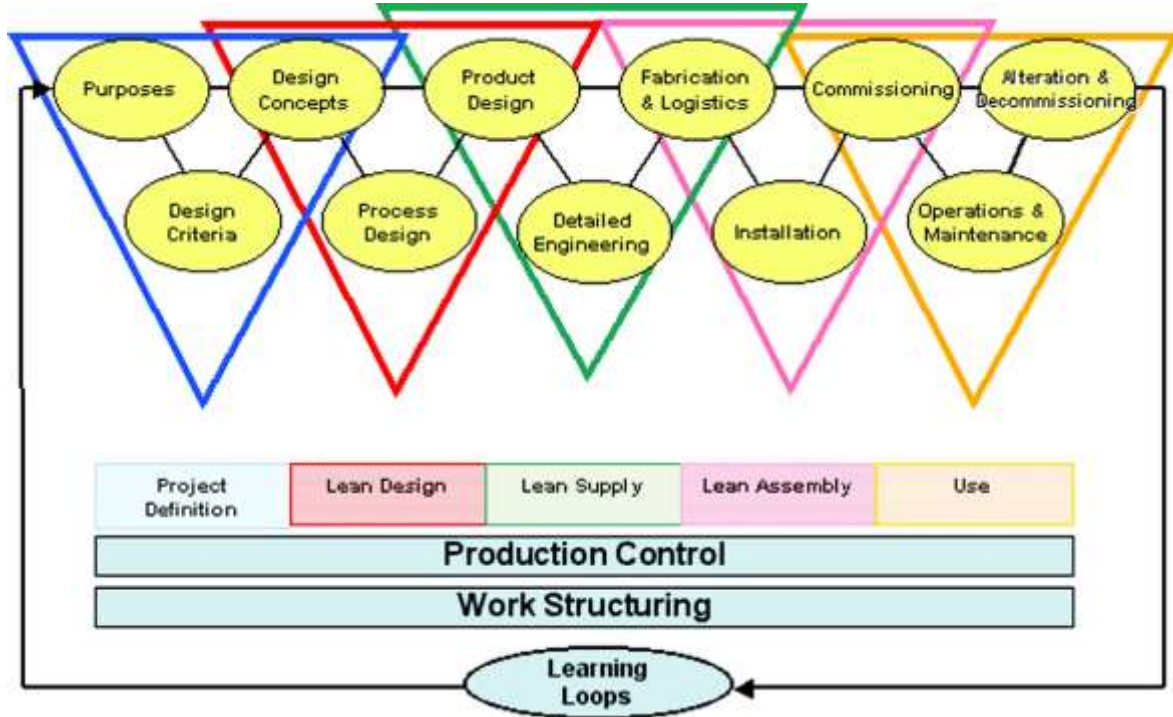 Purposes
Design
Concepts
Product
Design
Fabrication
& Logistics
Commissioning
Alteration &
Decommissioning
Design
Criteria
Process
Design
Detailed
Engineering
Installation
Operations &
Maintenance
Project
Definition
Lean Design
Lean Supply
Lean Assembly
Use
Production Control
Work Structuring
Learning
Loops